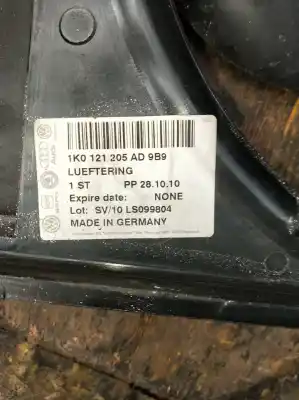 1K0 121 205 AD 9B9
LUEFTERING
1 ST PP 28.10.10
Expire date: NONE
Lot: SV/10 LS099804
MADE IN GERMANY